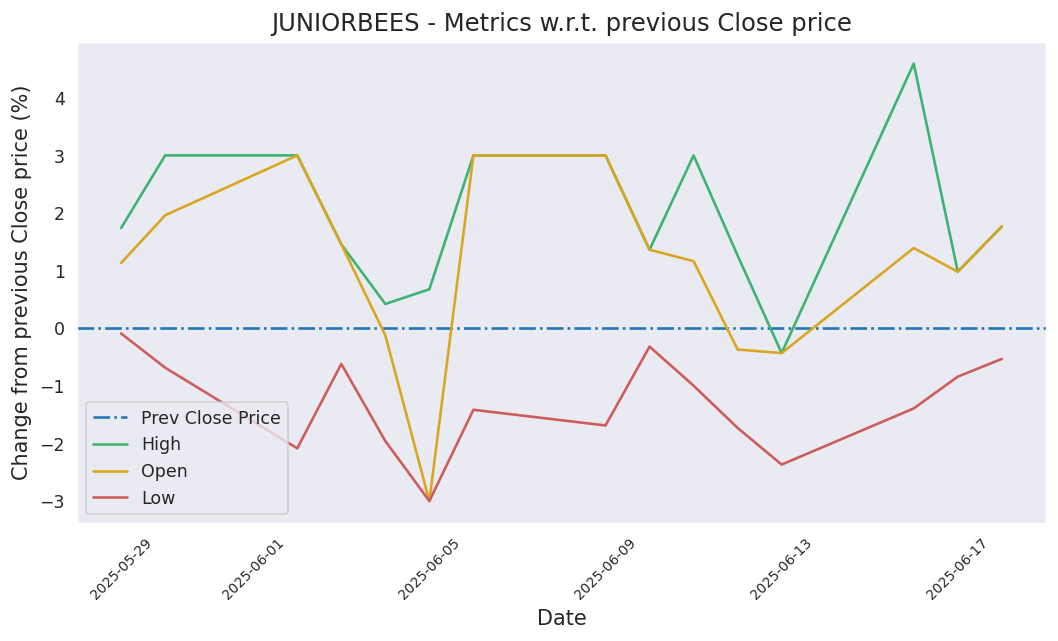 JUNIORBEES - Metrics w.r.t. previous Close price
Change from previous Close price (%)
4
3
2
1
0
−1
−2
−3
Prev Close Price
High
Open
Low
2025-05-29
2025-06-01
2025-06-05
2025-06-09
2025-06-13
2025-06-17
Date